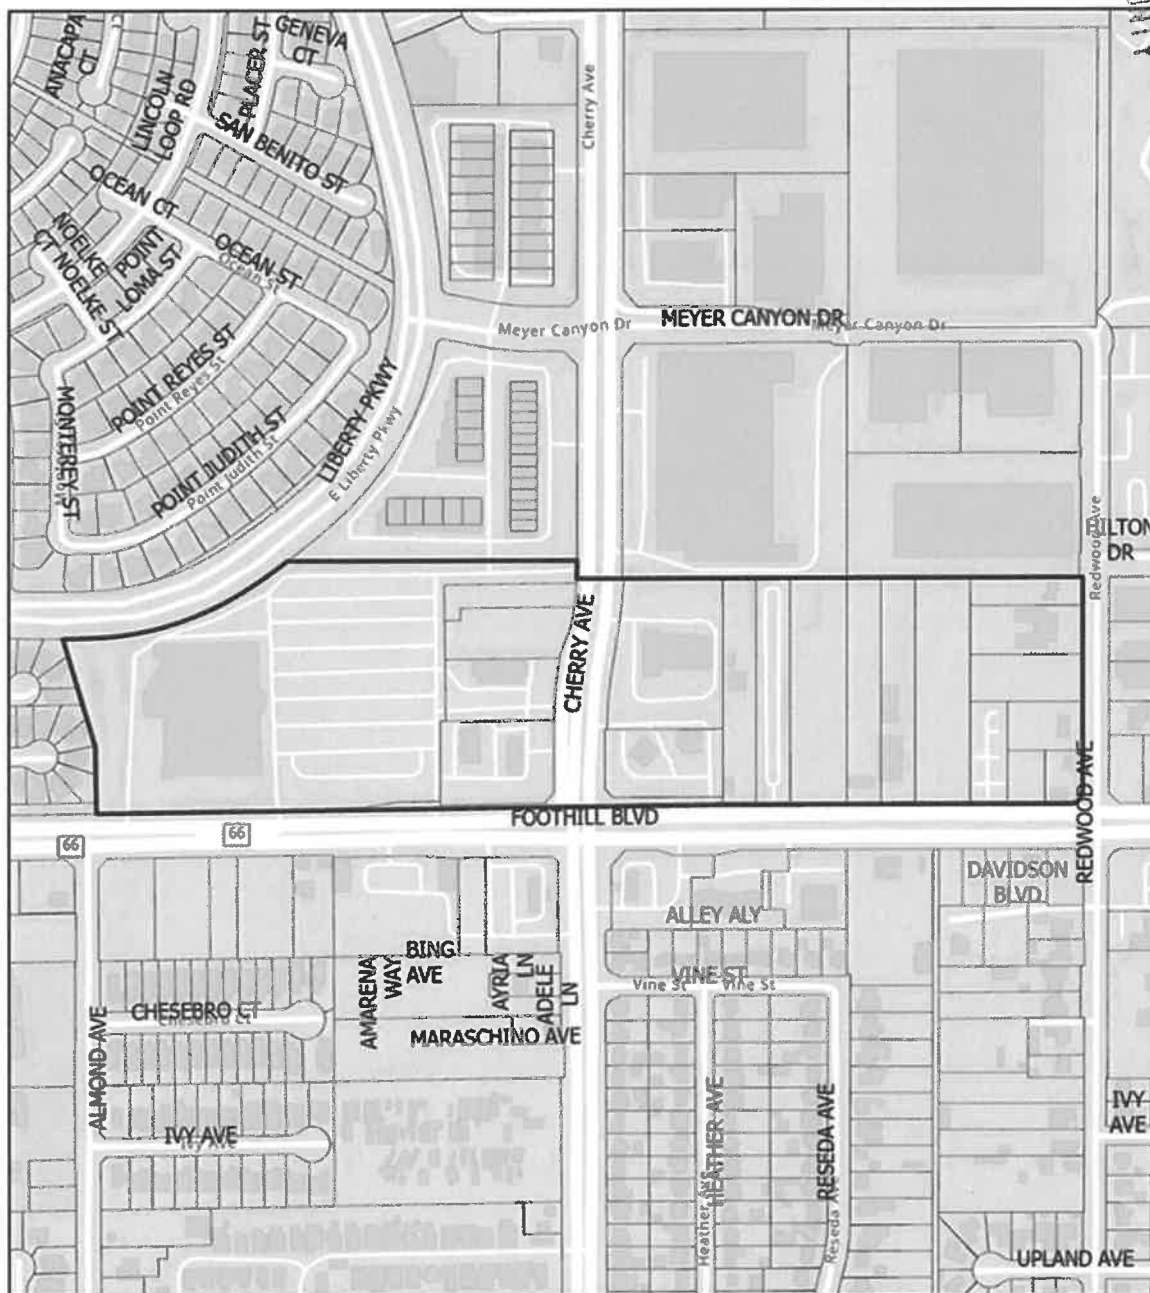 ANACAPA
CT
LINCOLN
LOOP RD
PLACER ST
GENEVA
CT
SAN BENITO ST
Cherry Ave
OCEAN CT
NOELKE
CT
NOELKE ST
POINT
LOMA ST
OCEAN ST
Ocean St
Meyer Canyon Dr
MEYER CANYON DR
Meyer Canyon Dr
POINT REYES ST
Point Reyes St
MONTEREY ST
POINT JUDITH ST
Point Judith St
LIBERTY PKWY
E Liberty Pkwy
Redwood Ave
DR
CHERRY AVE
REDWOOD AVE
FOOTHILL BLVD
66
66
DAVIDSON
BLVD
ALLEY ALY
BING
AVE
AMARENA
WAY
AYRIA
LN
ADELE
LN
VINE ST
Vine St
Vine St
CHESEBRO CT
Chesebro Ct
MARASCHINO AVE
ALMOND AVE
IVY AVE
Ivy Ave
HEATHER AVE
Heather Ave
RESEDA AVE
Reseda
IVY
AVE
UPLAND AVE